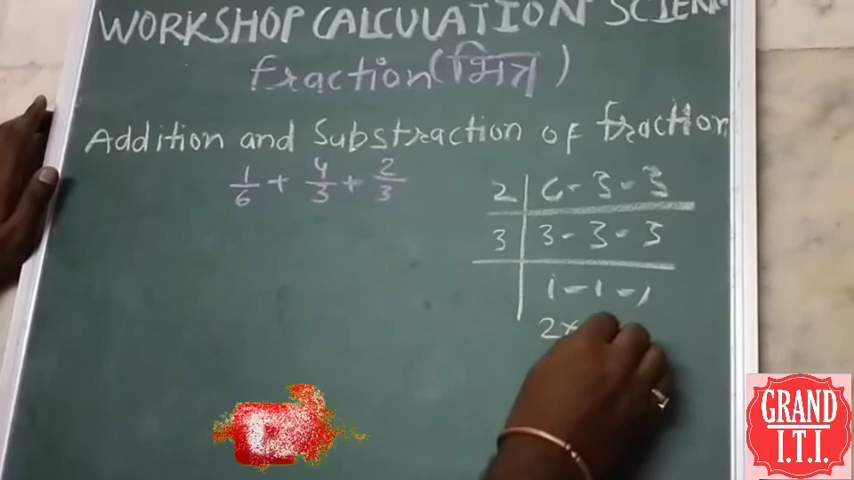 WORKSHOP CALCULATION SCIEN
fraction (भिन्न)
Addition and Substraction of fraction
1/6 + 4/3 + 2/3
2 | 6 - 3 - 3
3 | 3 - 3 - 3
1 - 1 - 1
2×
GRAND
I.T.I.